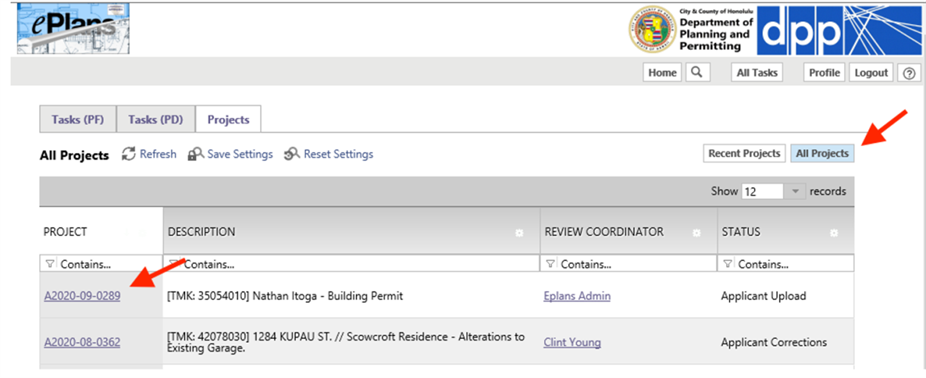 ePlans
City & County of Honolulu
Department of
Planning and
Permitting
dpp
Home
All Tasks
Profile
Logout
?
Tasks (PF)
Tasks (PD)
Projects
All Projects
Refresh
Save Settings
Reset Settings
Recent Projects
All Projects
Show 12 records
PROJECT
DESCRIPTION
REVIEW COORDINATOR
STATUS
Contains...
Contains...
Contains...
Contains...
A2020-09-0289
[TMK: 35054010] Nathan Itoga - Building Permit
Eplans Admin
Applicant Upload
A2020-08-0362
[TMK: 42078030] 1284 KUPAU ST. // Scowcroft Residence - Alterations to
Existing Garage.
Clint Young
Applicant Corrections